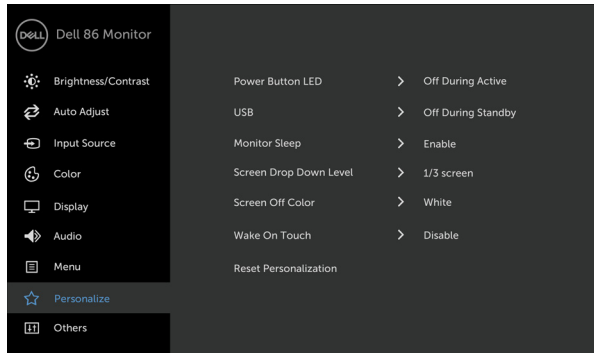 DELL Dell 86 Monitor
Brightness/Contrast
Auto Adjust
Input Source
Color
Display
Audio
Menu
Personalize
Others
Power Button LED > Off During Active
USB > Off During Standby
Monitor Sleep > Enable
Screen Drop Down Level > 1/3 screen
Screen Off Color > White
Wake On Touch > Disable
Reset Personalization